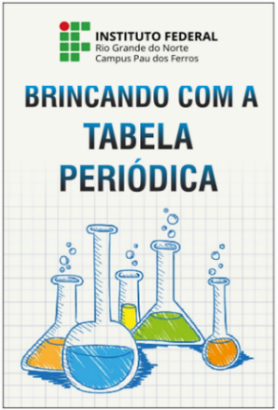 INSTITUTO FEDERAL
Rio Grande do Norte
Campus Pau dos Ferros
BRINCANDO COM A
TABELA
PERIÓDICA